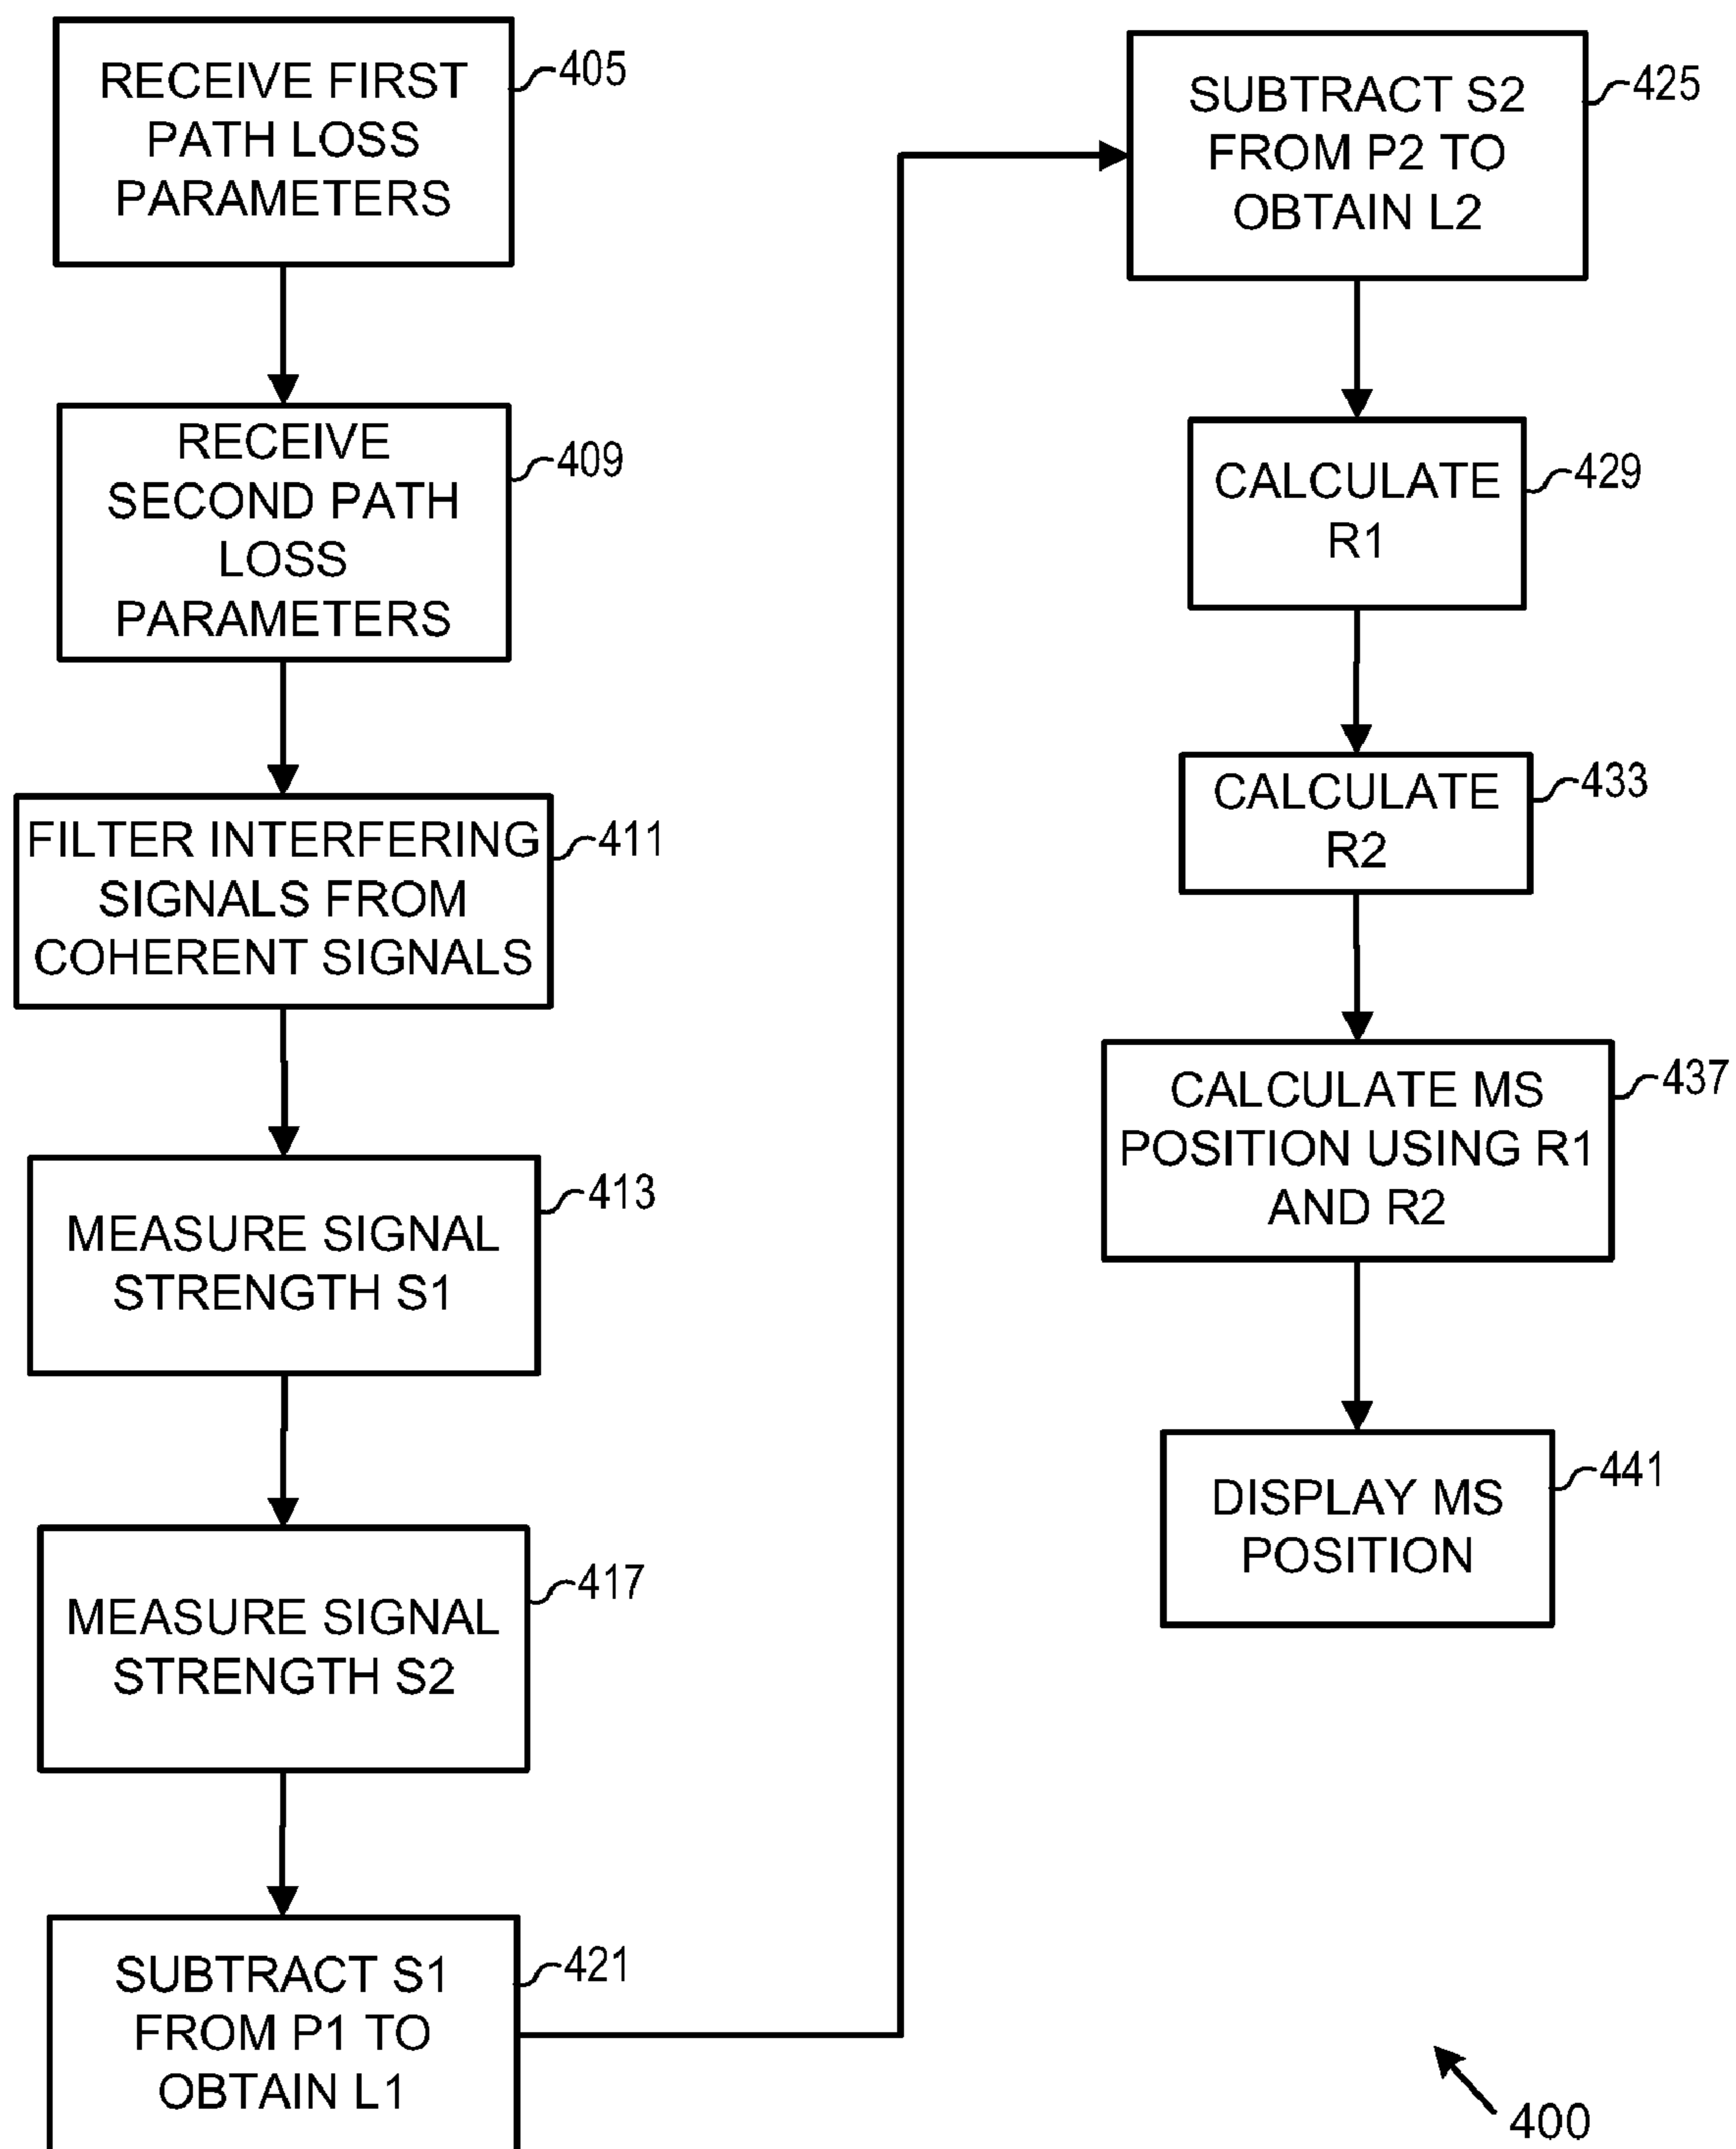 RECEIVE FIRST
PATH LOSS
PARAMETERS
405
RECEIVE
SECOND PATH
LOSS
PARAMETERS
409
FILTER INTERFERING
SIGNALS FROM
COHERENT SIGNALS
411
MEASURE SIGNAL
STRENGTH S1
413
MEASURE SIGNAL
STRENGTH S2
417
SUBTRACT S1
FROM P1 TO
OBTAIN L1
421
SUBTRACT S2
FROM P2 TO
OBTAIN L2
425
CALCULATE
R1
429
CALCULATE
R2
433
CALCULATE MS
POSITION USING R1
AND R2
437
DISPLAY MS
POSITION
441
400